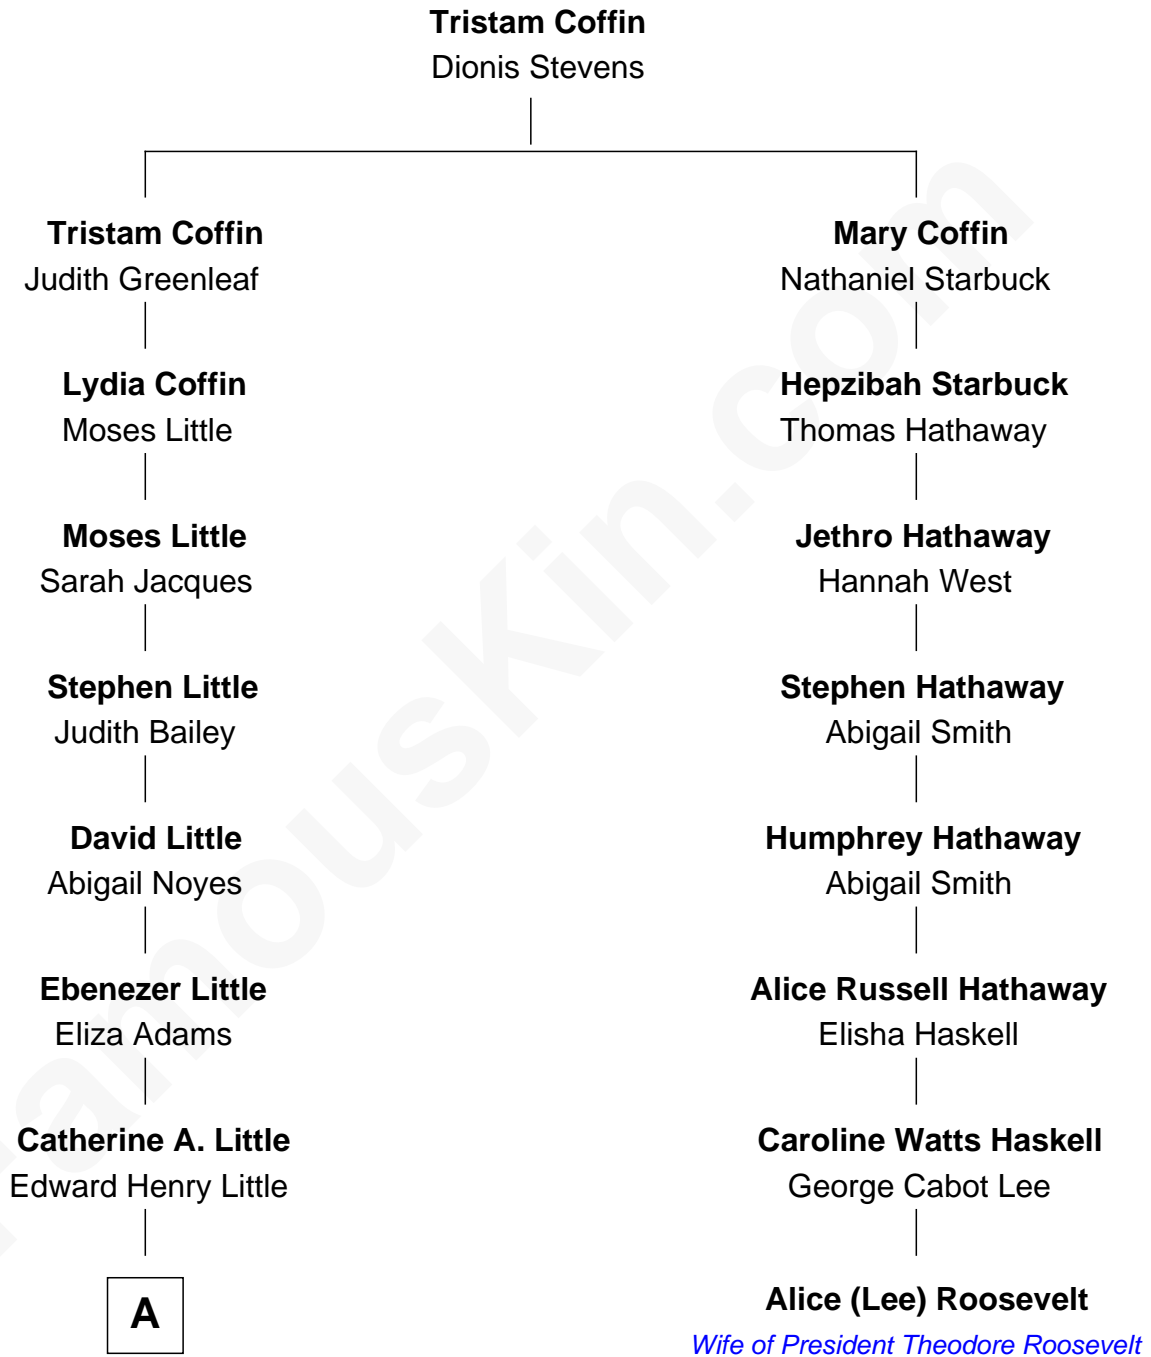 Tristam Coffin
Dionis Stevens
Tristam Coffin
Judith Greenleaf
Mary Coffin
Nathaniel Starbuck
Lydia Coffin
Moses Little
Hepzibah Starbuck
Thomas Hathaway
Moses Little
Sarah Jacques
Jethro Hathaway
Hannah West
Stephen Little
Judith Bailey
Stephen Hathaway
Abigail Smith
David Little
Abigail Noyes
Humphrey Hathaway
Abigail Smith
Ebenezer Little
Eliza Adams
Alice Russell Hathaway
Elisha Haskell
Catherine A. Little
Edward Henry Little
Caroline Watts Haskell
George Cabot Lee
A
Alice (Lee) Roosevelt
Wife of President Theodore Roosevelt
FamousKin.com